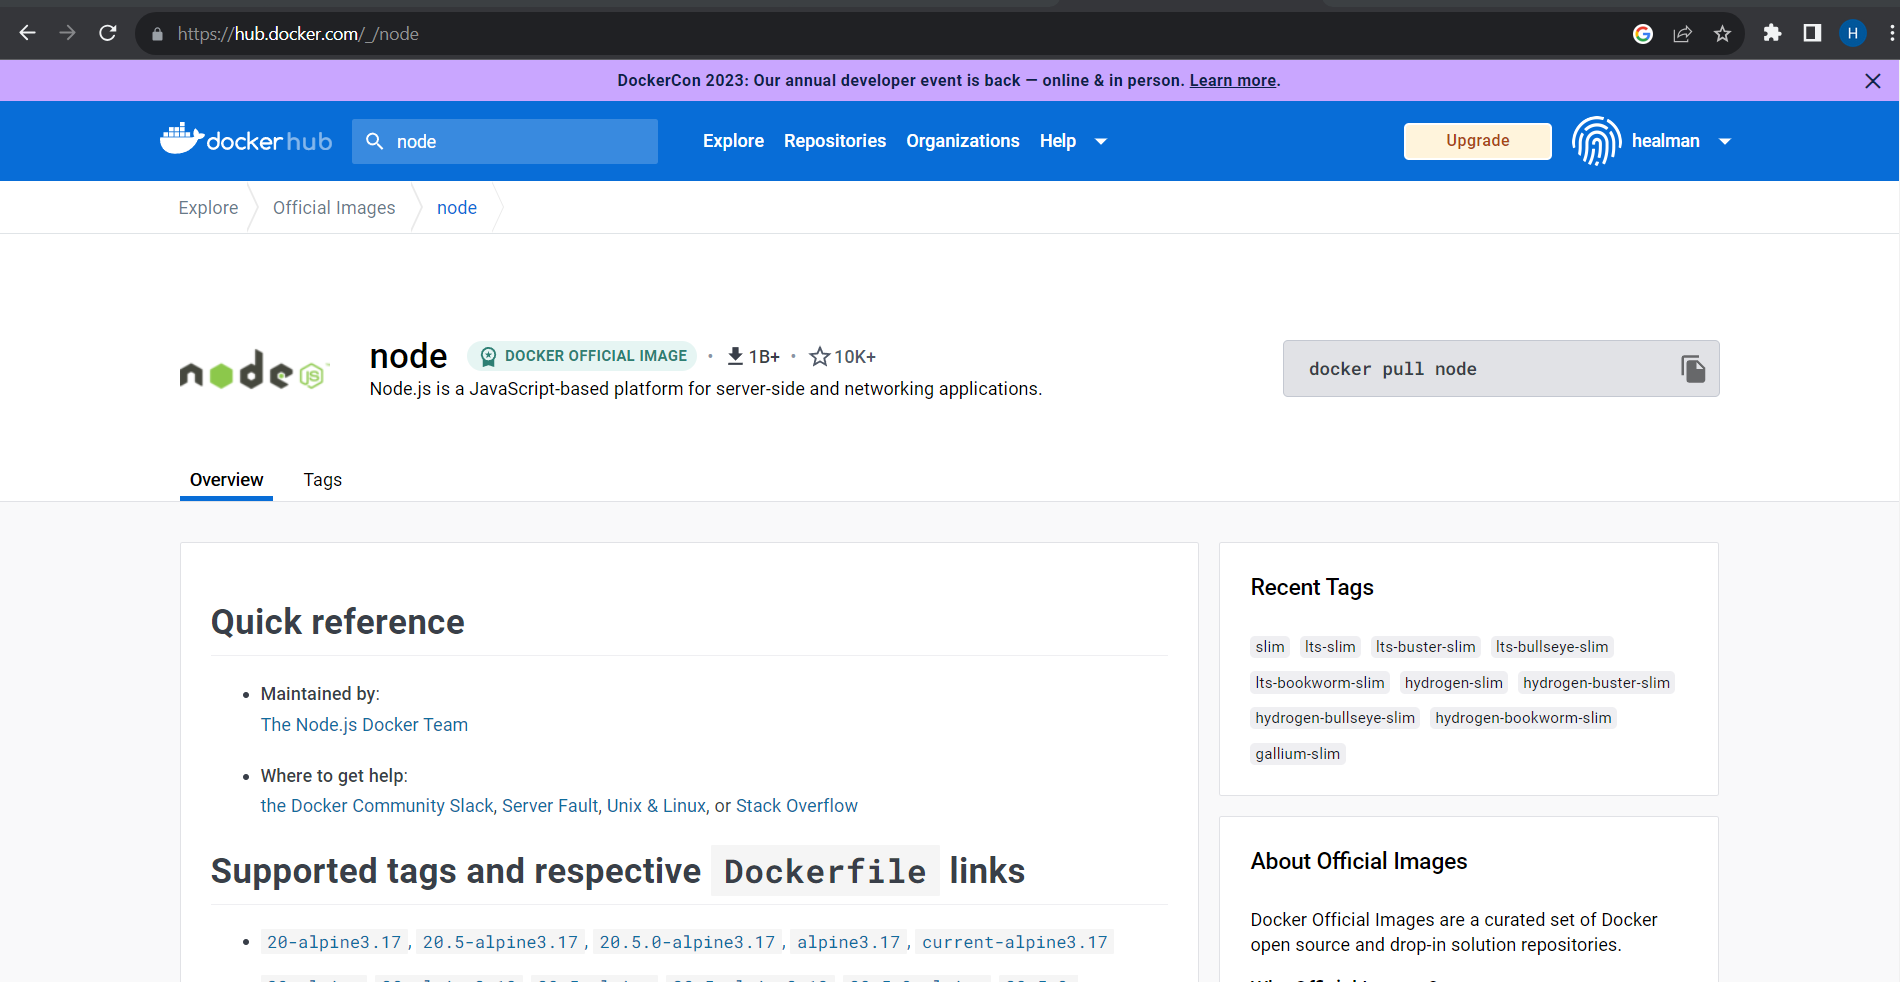 https://hub.docker.com/_/node
G
H
DockerCon 2023: Our annual developer event is back — online & in person. Learn more.
docker hub
node
Explore Repositories Organizations Help
Upgrade
healman
Explore Official Images node
node JS
node DOCKER OFFICIAL IMAGE • 1B+ • 10K+
Node.js is a JavaScript-based platform for server-side and networking applications.
docker pull node
Overview Tags
Quick reference
• Maintained by:
The Node.js Docker Team
• Where to get help:
the Docker Community Slack, Server Fault, Unix & Linux, or Stack Overflow
Supported tags and respective Dockerfile links
• 20-alpine3.17, 20.5-alpine3.17, 20.5.0-alpine3.17, alpine3.17, current-alpine3.17
Recent Tags
slim lts-slim lts-buster-slim lts-bullseye-slim
lts-bookworm-slim hydrogen-slim hydrogen-buster-slim
hydrogen-bullseye-slim hydrogen-bookworm-slim
gallium-slim
About Official Images
Docker Official Images are a curated set of Docker
open source and drop-in solution repositories.